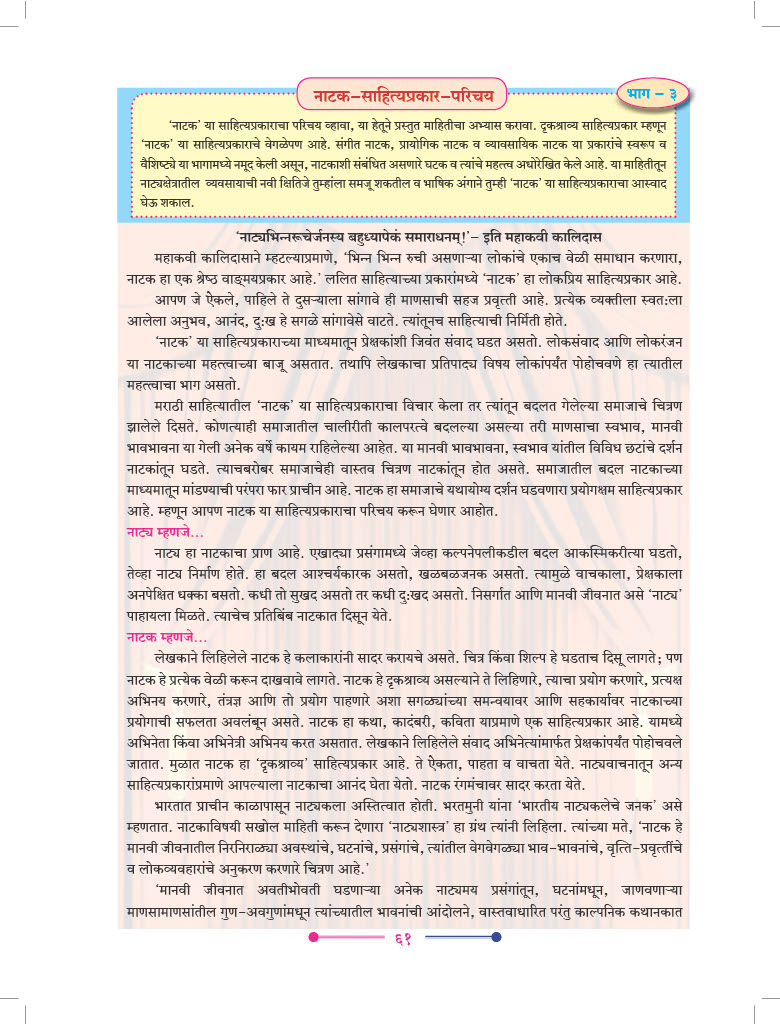 नाटक–साहित्यप्रकार–परिचय
भाग – ३
‘नाटक’ या साहित्यप्रकाराचा परिचय व्हावा, या हेतूने प्रस्तुत माहितीचा अभ्यास करावा. दृकश्राव्य साहित्यप्रकार म्हणून
‘नाटक’ या साहित्यप्रकाराचे वेगळेपण आहे. संगीत नाटक, प्रायोगिक नाटक व व्यावसायिक नाटक या प्रकारांचे स्वरूप व
वैशिष्ट्ये या भागामध्ये नमूद केली असून, नाटकाशी संबंधित असणारे घटक व त्यांचे महत्त्व अधोरेखित केले आहे. या माहितीतून
नाट्यक्षेत्रातील व्यवसायाची नवी क्षितिजे तुम्हांला समजू शकतील व भाषिक अंगाने तुम्ही ‘नाटक’ या साहित्यप्रकाराचा आस्वाद
घेऊ शकाल.
‘नाट्यभिन्नरूचेर्जनस्य बहुध्यापेकं समाराधनम्!’– इति महाकवी कालिदास
महाकवी कालिदासाने म्हटल्याप्रमाणे, ‘भिन्न भिन्न रुची असणाऱ्या लोकांचे एकाच वेळी समाधान करणारा,
नाटक हा एक श्रेष्ठ वाङ्मयप्रकार आहे.’ ललित साहित्याच्या प्रकारांमध्ये ‘नाटक’ हा लोकप्रिय साहित्यप्रकार आहे.
आपण जे ऐकले, पाहिले ते दुसऱ्याला सांगावे ही माणसाची सहज प्रवृत्ती आहे. प्रत्येक व्यक्तीला स्वत:ला
आलेला अनुभव, आनंद, दु:ख हे सगळे सांगावेसे वाटते. त्यांतूनच साहित्याची निर्मिती होते.
‘नाटक’ या साहित्यप्रकाराच्या माध्यमातून प्रेक्षकांशी जिवंत संवाद घडत असतो. लोकसंवाद आणि लोकरंजन
या नाटकाच्या महत्त्वाच्या बाजू असतात. तथापि लेखकाचा प्रतिपाद्य विषय लोकांपर्यंत पोहोचवणे हा त्यातील
महत्त्वाचा भाग असतो.
मराठी साहित्यातील ‘नाटक’ या साहित्यप्रकाराचा विचार केला तर त्यांतून बदलत गेलेल्या समाजाचे चित्रण
झालेले दिसते. कोणत्याही समाजातील चालीरीती कालपरत्वे बदलल्या असल्या तरी माणसाचा स्वभाव, मानवी
भावभावना या गेली अनेक वर्षे कायम राहिलेल्या आहेत. या मानवी भावभावना, स्वभाव यांतील विविध छटांचे दर्शन
नाटकांतून घडते. त्याचबरोबर समाजाचेही वास्तव चित्रण नाटकांतून होत असते. समाजातील बदल नाटकाच्या
माध्यमातून मांडण्याची परंपरा फार प्राचीन आहे. नाटक हा समाजाचे यथायोग्य दर्शन घडवणारा प्रयोगक्षम साहित्यप्रकार
आहे. म्हणून आपण नाटक या साहित्यप्रकाराचा परिचय करून घेणार आहोत.
नाट्य म्हणजे...
नाट्य हा नाटकाचा प्राण आहे. एखाद्या प्रसंगामध्ये जेव्हा कल्पनेपलीकडील बदल आकस्मिकरीत्या घडतो,
तेव्हा नाट्य निर्माण होते. हा बदल आश्चर्यकारक असतो, खळबळजनक असतो. त्यामुळे वाचकाला, प्रेक्षकाला
अनपेक्षित धक्का बसतो. कधी तो सुखद असतो तर कधी दु:खद असतो. निसर्गात आणि मानवी जीवनात असे ‘नाट्य’
पाहायला मिळते. त्याचेच प्रतिबिंब नाटकात दिसून येते.
नाटक म्हणजे...
लेखकाने लिहिलेले नाटक हे कलाकारांनी सादर करायचे असते. चित्र किंवा शिल्प हे घडताच दिसू लागते; पण
नाटक हे प्रत्येक वेळी करून दाखवावे लागते. नाटक हे दृकश्राव्य असल्याने ते लिहिणारे, त्याचा प्रयोग करणारे, प्रत्यक्ष
अभिनय करणारे, तंत्रज्ञ आणि तो प्रयोग पाहणारे अशा सगळ्यांच्या समन्वयावर आणि सहकार्यावर नाटकाच्या
प्रयोगाची सफलता अवलंबून असते. नाटक हा कथा, कादंबरी, कविता याप्रमाणे एक साहित्यप्रकार आहे. यामध्ये
अभिनेता किंवा अभिनेत्री अभिनय करत असतात. लेखकाने लिहिलेले संवाद अभिनेत्यांमार्फत प्रेक्षकांपर्यंत पोहोचवले
जातात. मुळात नाटक हा ‘दृकश्राव्य’ साहित्यप्रकार आहे. ते ऐकता, पाहता व वाचता येते. नाट्यवाचनातून अन्य
साहित्यप्रकारांप्रमाणे आपल्याला नाटकाचा आनंद घेता येतो. नाटक रंगमंचावर सादर करता येते.
भारतात प्राचीन काळापासून नाट्यकला अस्तित्वात होती. भरतमुनी यांना ‘भारतीय नाट्यकलेचे जनक’ असे
म्हणतात. नाटकाविषयी सखोल माहिती करून देणारा ‘नाट्यशास्त्र’ हा ग्रंथ त्यांनी लिहिला. त्यांच्या मते, ‘नाटक हे
मानवी जीवनातील निरनिराळ्या अवस्थांचे, घटनांचे, प्रसंगांचे, त्यांतील वेगवेगळ्या भाव–भावनांचे, वृत्ति–प्रवृत्तींचे
व लोकव्यवहारांचे अनुकरण करणारे चित्रण आहे.’
‘मानवी जीवनात अवतीभोवती घडणाऱ्या अनेक नाट्यमय प्रसंगांतून, घटनांमधून, जाणवणाऱ्या
माणसामाणसांतील गुण–अवगुणांमधून त्यांच्यातील भावनांची आंदोलने, वास्तवाधारित परंतु काल्पनिक कथानकात
६१